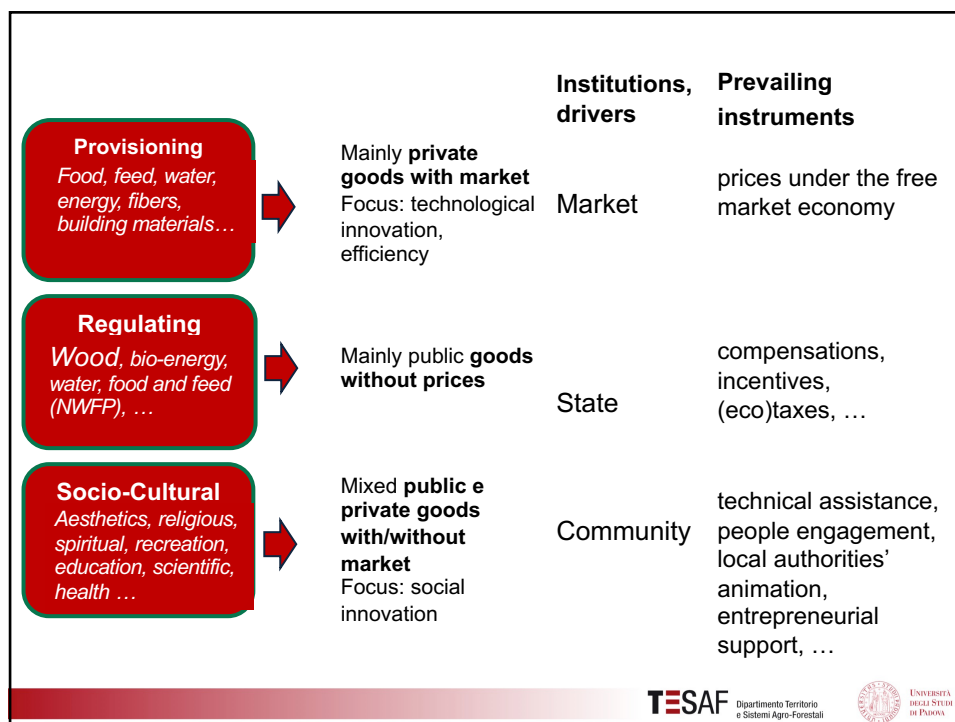 Institutions,
drivers
Prevailing
instruments
Provisioning
Food, feed, water,
energy, fibers,
building materials…
Mainly private
goods with market
Focus: technological
innovation,
efficiency
Market
prices under the free
market economy
Regulating
Wood, bio-energy,
water, food and feed
(NWFP), …
Mainly public goods
without prices
State
compensations,
incentives,
(eco)taxes, …
Socio-Cultural
Aesthetics, religious,
spiritual, recreation,
education, scientific,
health …
Mixed public e
private goods
with/without
market
Focus: social
innovation
Community
technical assistance,
people engagement,
local authorities’
animation,
entrepreneurial
support, …
TESAF
Dipartimento Territorio
e Sistemi Agro-Forestali
UNIVERSITÀ
DEGLI STUDI
DI PADOVA